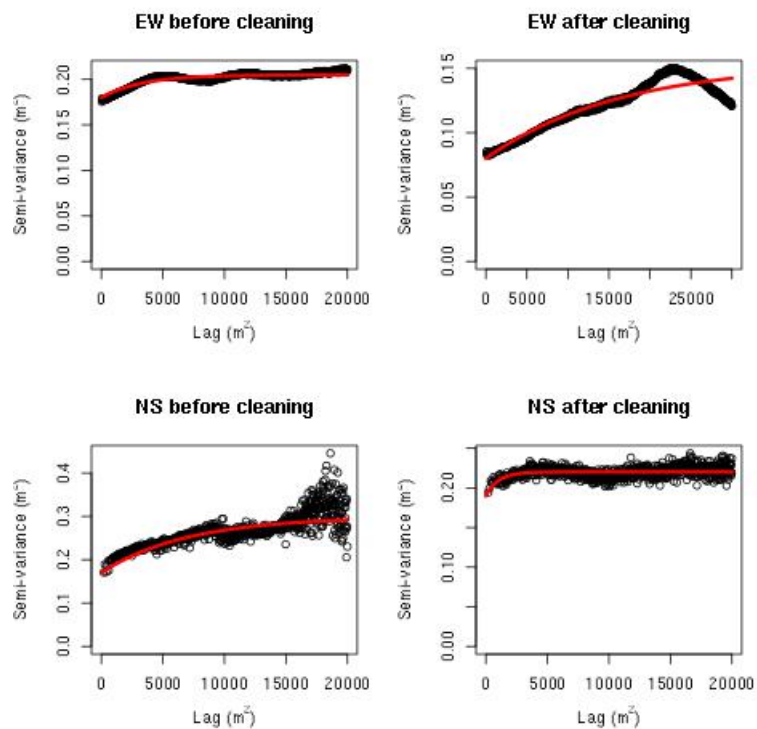 EW before cleaning
Semi-variance (m²)
0.00 0.05 0.10 0.15 0.20
0 5000 10000 15000 20000
Lag (m²)
EW after cleaning
Semi-variance (m²)
0.00 0.05 0.10 0.15
0 5000 15000 25000
Lag (m²)
NS before cleaning
Semi-variance (m²)
0.0 0.1 0.2 0.3 0.4
0 5000 10000 15000 20000
Lag (m²)
NS after cleaning
Semi-variance (m²)
0.00 0.10 0.20
0 5000 10000 15000 20000
Lag (m²)